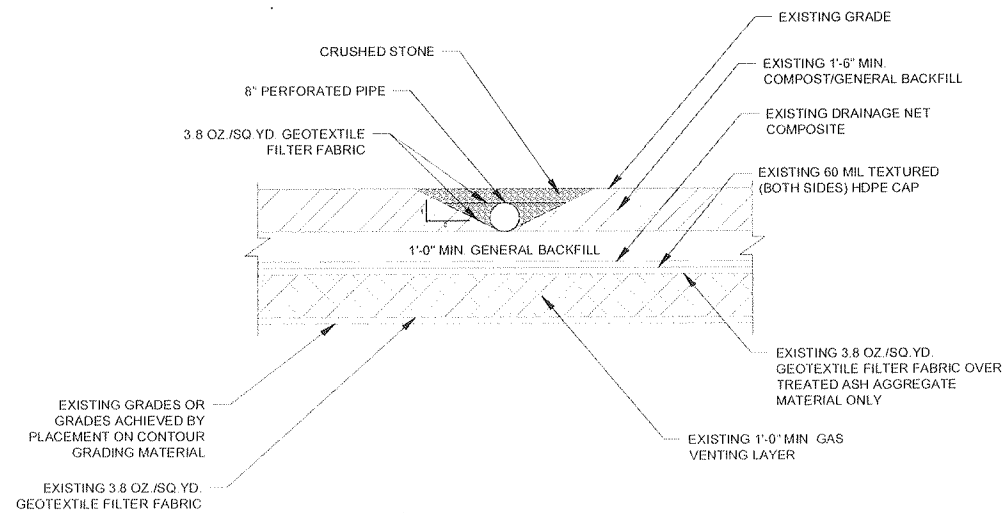 EXISTING GRADE
CRUSHED STONE
EXISTING 1'-6" MIN.
COMPOST/GENERAL BACKFILL
8" PERFORATED PIPE
EXISTING DRAINAGE NET
COMPOSITE
3.8 OZ./SQ.YD. GEOTEXTILE
FILTER FABRIC
EXISTING 60 MIL TEXTURED
(BOTH SIDES) HDPE CAP
1'-0" MIN. GENERAL BACKFILL
EXISTING 3.8 OZ./SQ.YD.
GEOTEXTILE FILTER FABRIC OVER
TREATED ASH AGGREGATE
MATERIAL ONLY
EXISTING GRADES OR
GRADES ACHIEVED BY
PLACEMENT ON CONTOUR
GRADING MATERIAL
EXISTING 1'-0" MIN GAS
VENTING LAYER
EXISTING 3.8 OZ./SQ.YD.
GEOTEXTILE FILTER FABRIC